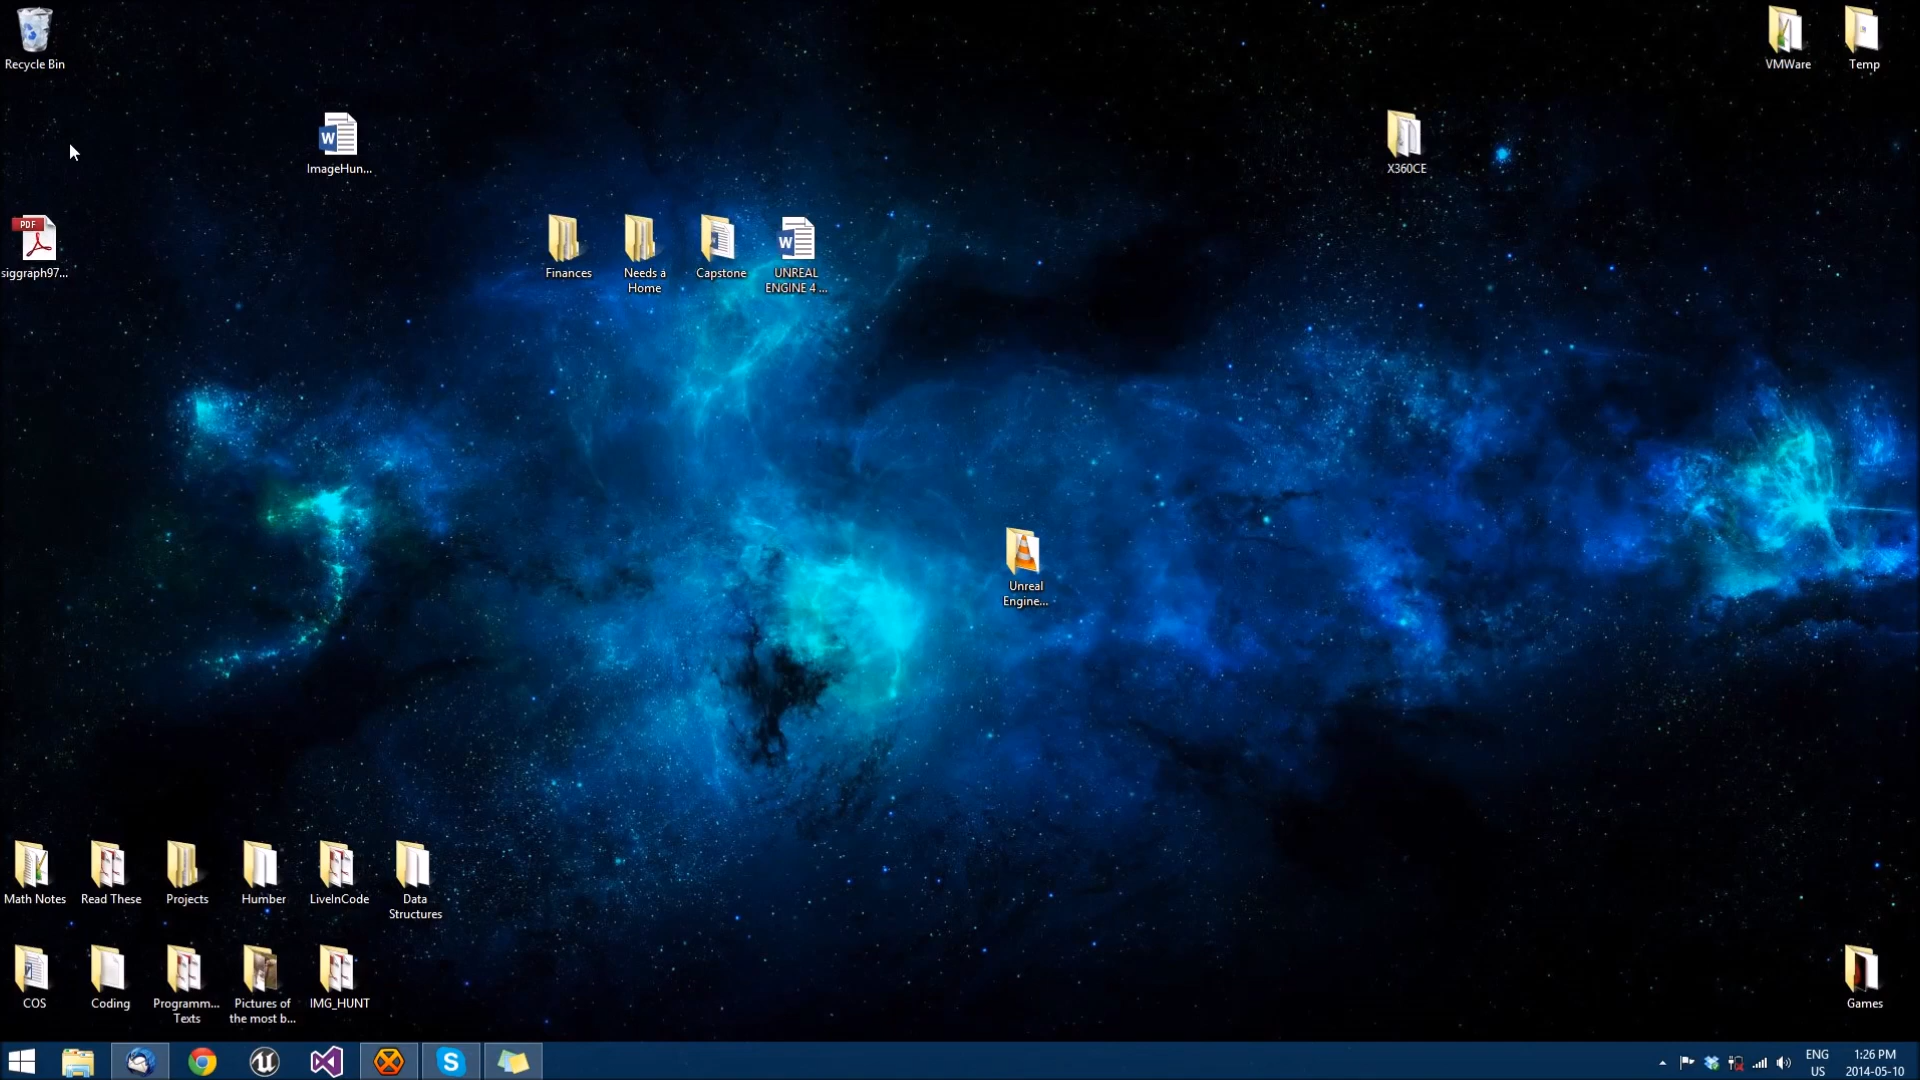 Recycle Bin
VMWare
Temp
ImageHun...
X360CE
PDF
siggraph97...
Finances
Needs a
Home
Capstone
UNREAL
ENGINE 4 ...
Unreal
Engine...
Math Notes
Read These
Projects
Humber
LiveInCode
Data
Structures
COS
Coding
Programm...
Texts
Pictures of
the most b...
IMG_HUNT
Games
ENG
US
1:26 PM
2014-05-10